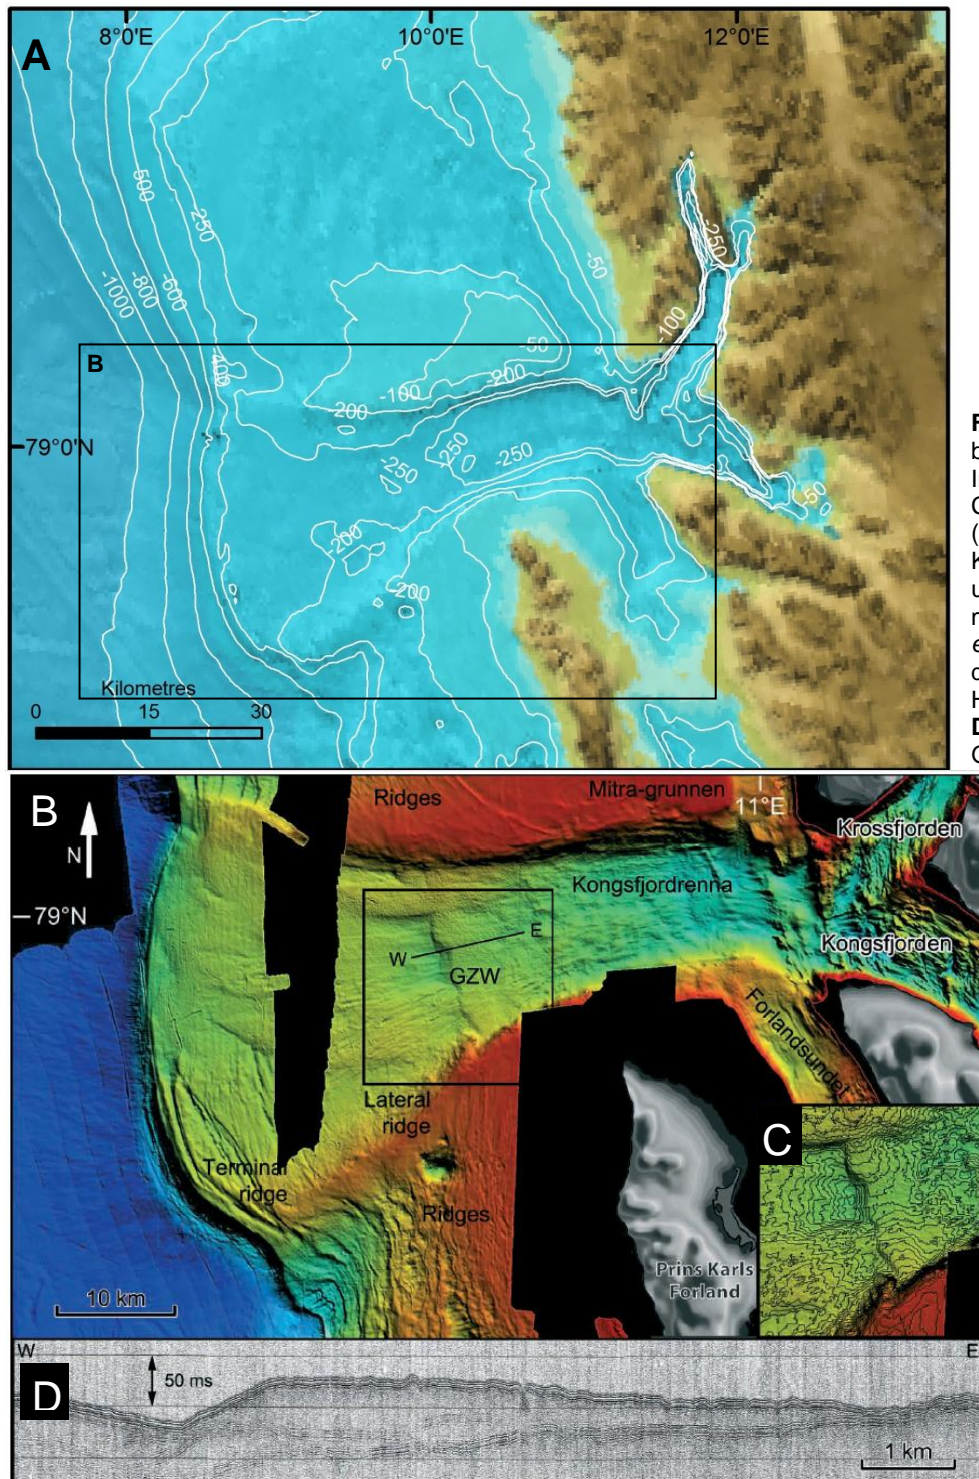 8°0'E 10°0'E 12°0'E
A
500
250
-50
-250
-1000
-800
-600
-100
-400
B
50
-200
-100
200
79°0'N
-250
-250
-250
-50
-200
-200
Kilometres
0 15 30
F
b
I
C
(
K
u
r
e
c
H
D
C
B
N
79°N
Ridges
Mitra-grunnen
11°E
Krossfjorden
Kongsfjordrenna
Kongsfjorden
E
W
GZW
Forlandsundet
Lateral
ridge
Terminal
ridge
Ridges
C
Prins Karls
Forland
10 km
W E
D
50 ms
1 km